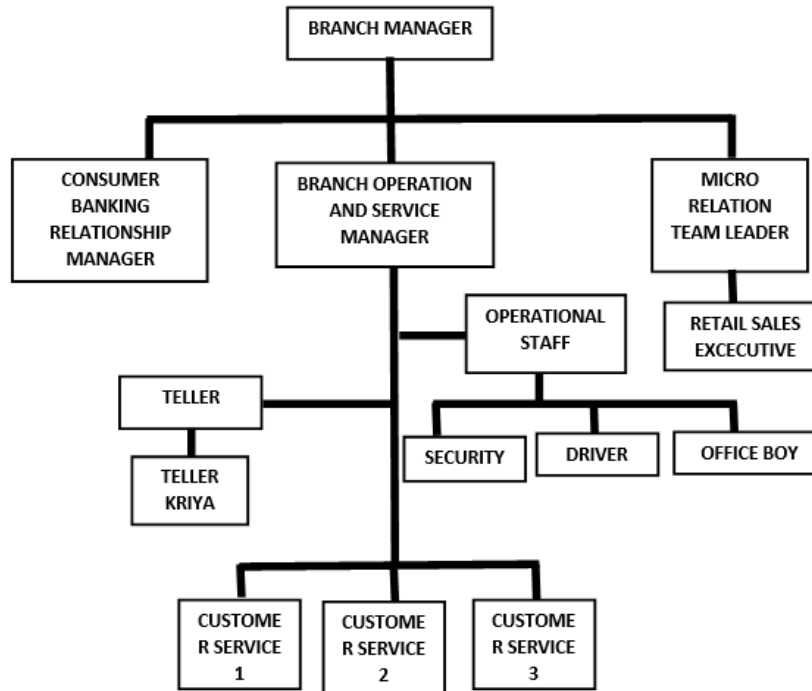 BRANCH MANAGER
CONSUMER
BANKING
RELATIONSHIP
MANAGER
BRANCH OPERATION
AND SERVICE
MANAGER
MICRO
RELATION
TEAM LEADER
OPERATIONAL
STAFF
RETAIL SALES
EXCECUTIVE
TELLER
SECURITY
DRIVER
OFFICE BOY
TELLER
KRIYA
CUSTOME
R SERVICE
1
CUSTOME
R SERVICE
2
CUSTOME
R SERVICE
3